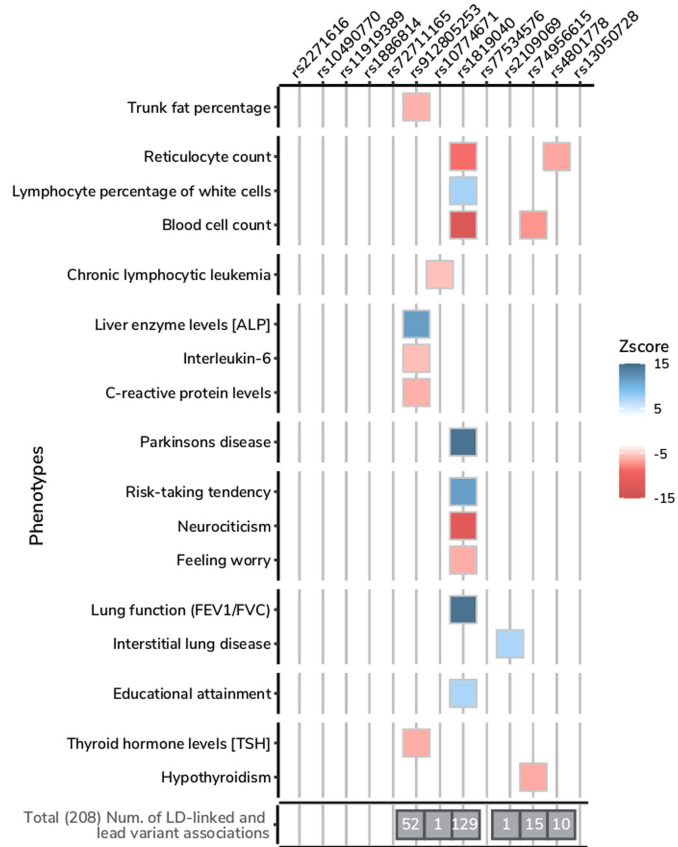 rs2271616
rs10490770
rs11919389
rs1886814
rs72711165
rs912805253
rs10774671
rs1819040
rs77534576
rs2109069
rs74956615
rs4801778
rs13050728
Trunk fat percentage
Reticulocyte count
Lymphocyte percentage of white cells
Blood cell count
Chronic lymphocytic leukemia
Liver enzyme levels [ALP]
Interleukin-6
C-reactive protein levels
Parkinsons disease
Risk-taking tendency
Neurociticism
Feeling worry
Lung function (FEV1/FVC)
Interstitial lung disease
Educational attainment
Thyroid hormone levels [TSH]
Hypothyroidism
Phenotypes
Zscore
15
5
-5
-15
Total (208) Num. of LD-linked and
lead variant associations
52 1 129 1 15 10